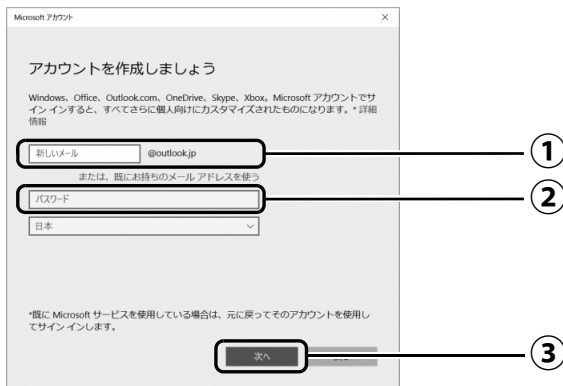 Microsoft アカウント
アカウントを作成しましょう
Windows、Office、Outlook.com、OneDrive、Skype、Xbox。Microsoft アカウントでサ
イン インすると、すべてさらに個人向けにカスタマイズされたものになります。* 詳細
情報
新しいメール @outlook.jp
①
または、既にお持ちのメール アドレスを使う
パスワード
②
日本
*既に Microsoft サービスを使用している場合は、元に戻ってそのアカウントを使用し
てサイン インします。
次へ
③